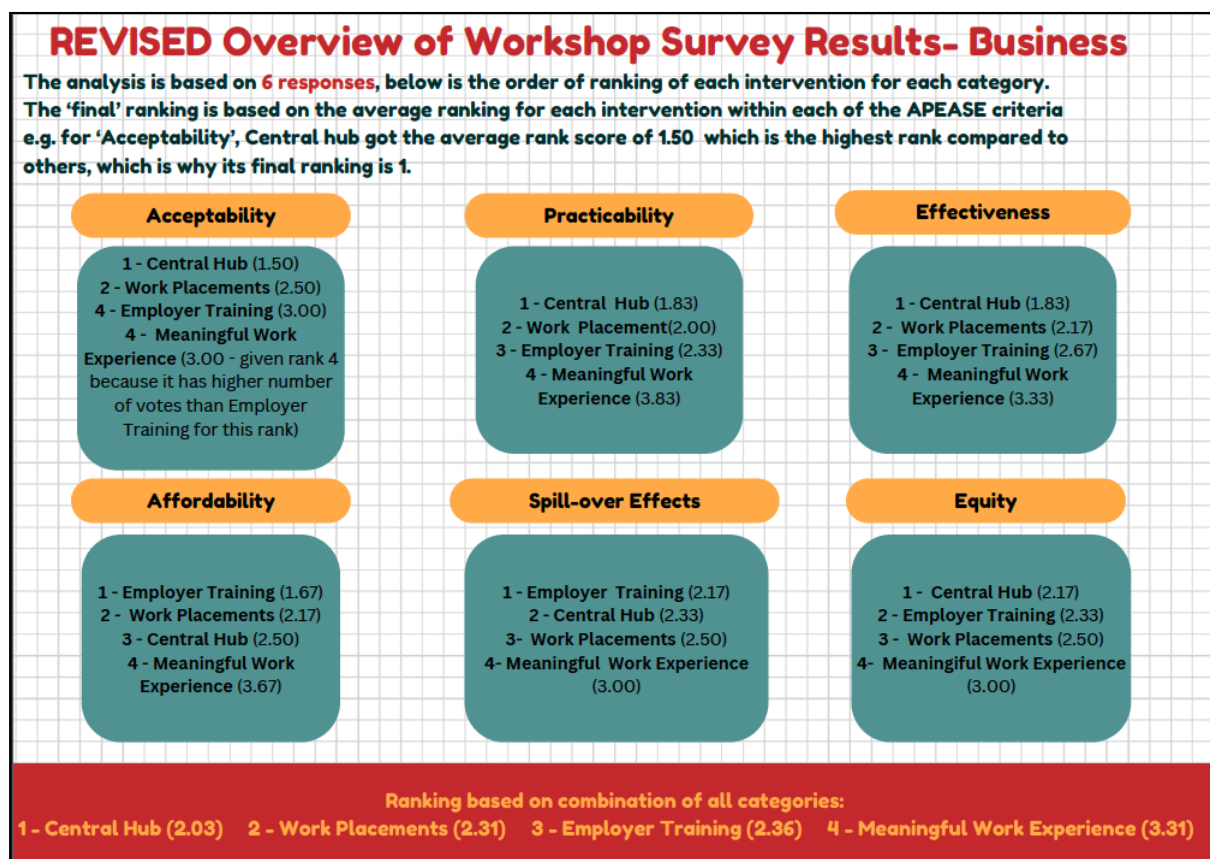 REVISED Overview of Workshop Survey Results- Business
The analysis is based on 6 responses, below is the order of ranking of each intervention for each category.
The ‘final’ ranking is based on the average ranking for each intervention within each of the APEASE criteria
e.g. for ‘Acceptability’, Central hub got the average rank score of 1.50 which is the highest rank compared to
others, which is why its final ranking is 1.
Acceptability
1 - Central Hub (1.50)
2 - Work Placements (2.50)
4 - Employer Training (3.00)
4 - Meaningful Work
Experience (3.00 - given rank 4
because it has higher number
of votes than Employer
Training for this rank)
Practicability
1 - Central Hub (1.83)
2 - Work Placement(2.00)
3 - Employer Training (2.33)
4 - Meaningful Work
Experience (3.83)
Effectiveness
1 - Central Hub (1.83)
2 - Work Placements (2.17)
3 - Employer Training (2.67)
4 - Meaningful Work
Experience (3.33)
Affordability
1 - Employer Training (1.67)
2 - Work Placements (2.17)
3 - Central Hub (2.50)
4 - Meaningful Work
Experience (3.67)
Spill-over Effects
1 - Employer Training (2.17)
2 - Central Hub (2.33)
3- Work Placements (2.50)
4- Meaningful Work Experience
(3.00)
Equity
1 - Central Hub (2.17)
2 - Employer Training (2.33)
3 - Work Placements (2.50)
4- Meaningiful Work Experience
(3.00)
Ranking based on combination of all categories:
1 - Central Hub (2.03) 2 - Work Placements (2.31) 3 - Employer Training (2.36) 4 - Meaningful Work Experience (3.31)